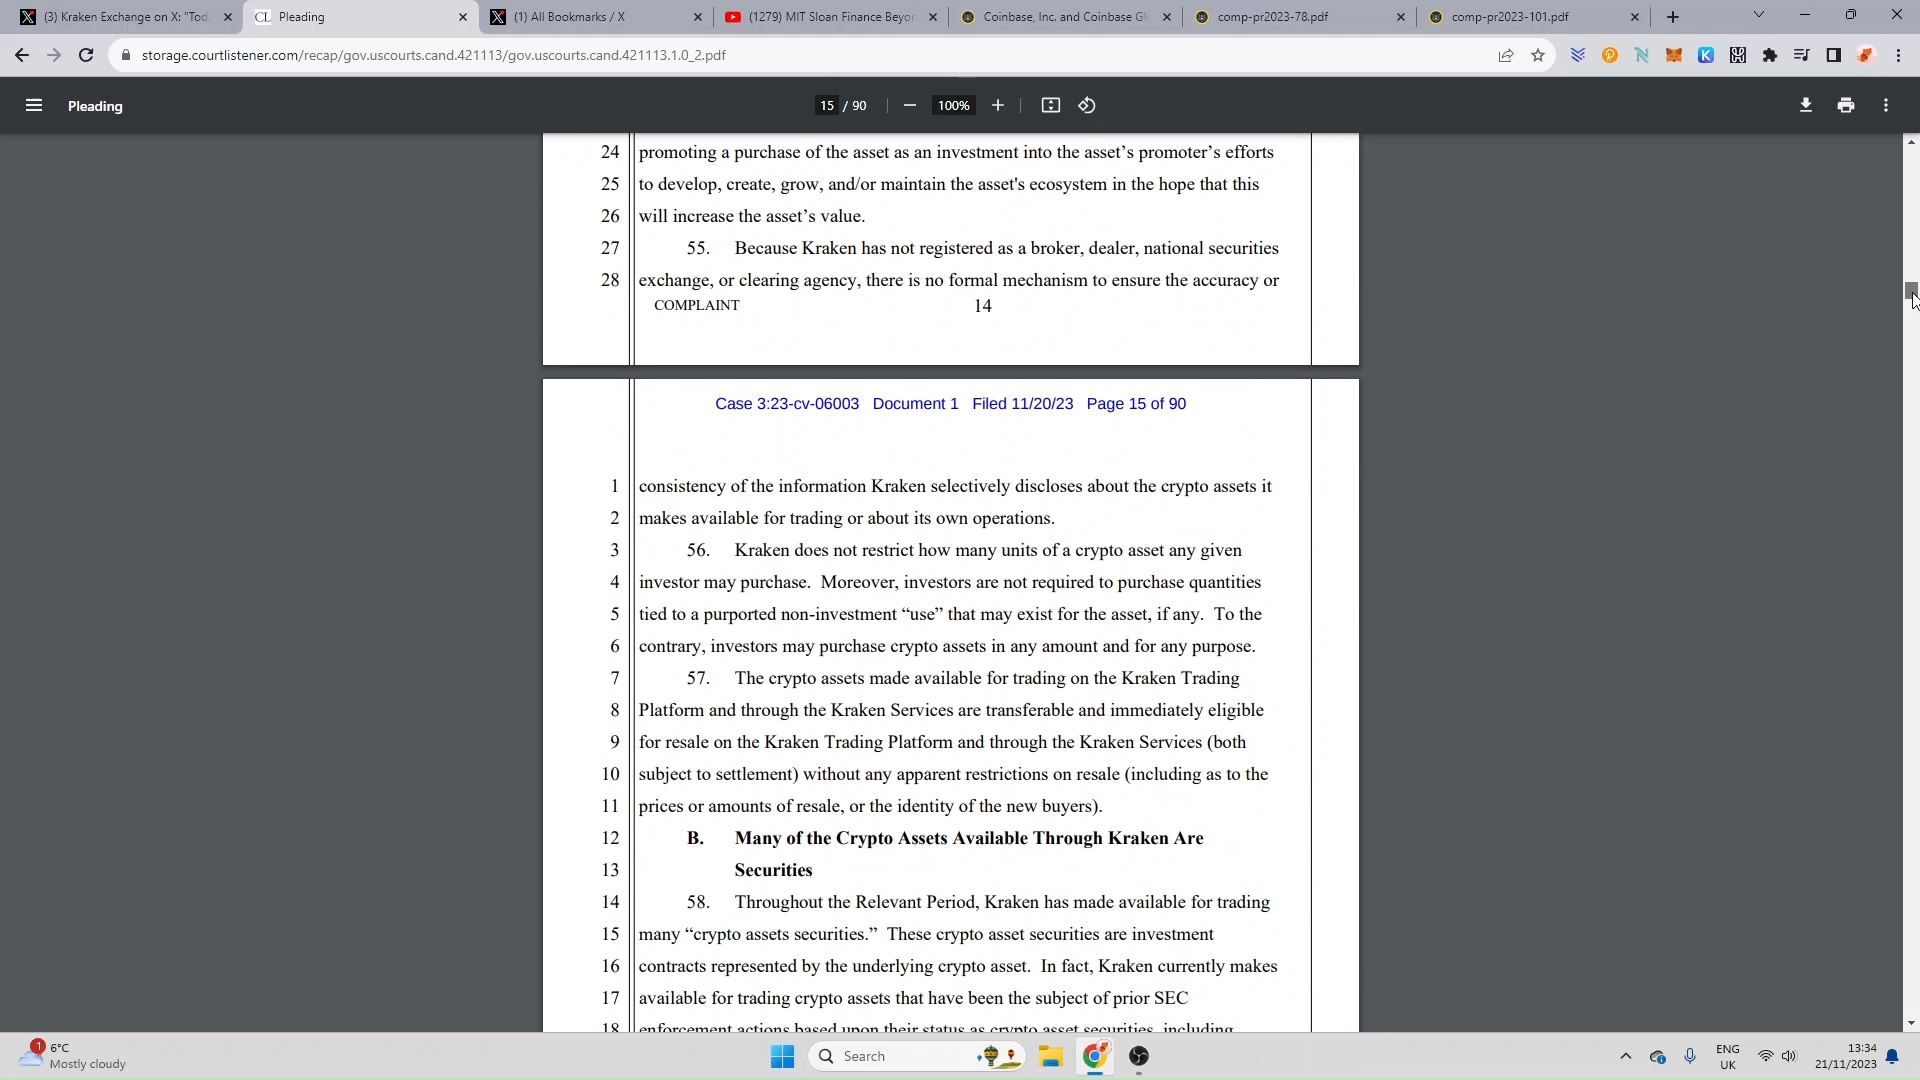 (3) Kraken Exchange on X: "Tod
Pleading
(1) All Bookmarks / X
(1279) MIT Sloan Finance Beyon
Coinbase, Inc. and Coinbase Gl
comp-pr2023-78.pdf
comp-pr2023-101.pdf
storage.courtlistener.com/recap/gov.uscourts.cand.421113/gov.uscourts.cand.421113.1.0_2.pdf
Pleading
15 / 90
100%
24 promoting a purchase of the asset as an investment into the asset’s promoter’s efforts
25 to develop, create, grow, and/or maintain the asset's ecosystem in the hope that this
26 will increase the asset’s value.
27 55. Because Kraken has not registered as a broker, dealer, national securities
28 exchange, or clearing agency, there is no formal mechanism to ensure the accuracy or
COMPLAINT 14
Case 3:23-cv-06003 Document 1 Filed 11/20/23 Page 15 of 90
1 consistency of the information Kraken selectively discloses about the crypto assets it
2 makes available for trading or about its own operations.
3 56. Kraken does not restrict how many units of a crypto asset any given
4 investor may purchase. Moreover, investors are not required to purchase quantities
5 tied to a purported non-investment “use” that may exist for the asset, if any. To the
6 contrary, investors may purchase crypto assets in any amount and for any purpose.
7 57. The crypto assets made available for trading on the Kraken Trading
8 Platform and through the Kraken Services are transferable and immediately eligible
9 for resale on the Kraken Trading Platform and through the Kraken Services (both
10 subject to settlement) without any apparent restrictions on resale (including as to the
11 prices or amounts of resale, or the identity of the new buyers).
12 B. Many of the Crypto Assets Available Through Kraken Are
13 Securities
14 58. Throughout the Relevant Period, Kraken has made available for trading
15 many “crypto assets securities.” These crypto asset securities are investment
16 contracts represented by the underlying crypto asset. In fact, Kraken currently makes
17 available for trading crypto assets that have been the subject of prior SEC
18 enforcement actions based upon their status as crypto asset securities, including
1
6°C
Mostly cloudy
Search
ENG
UK
13:34
21/11/2023